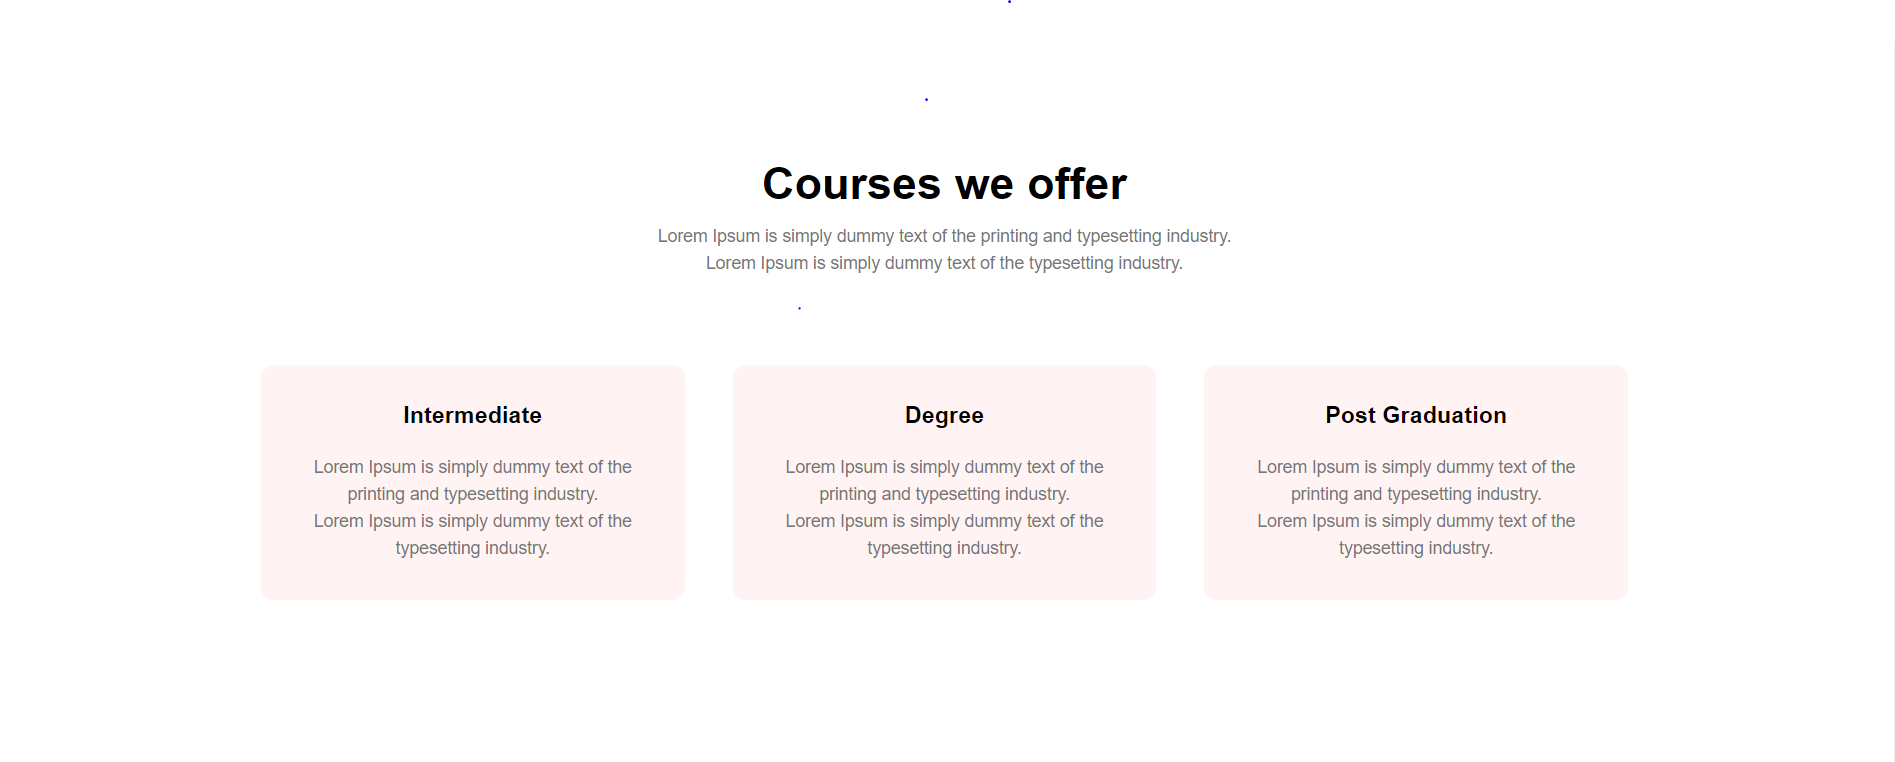 Courses we offer
Lorem Ipsum is simply dummy text of the printing and typesetting industry.
Lorem Ipsum is simply dummy text of the typesetting industry.
Intermediate
Lorem Ipsum is simply dummy text of the
printing and typesetting industry.
Lorem Ipsum is simply dummy text of the
typesetting industry.
Degree
Lorem Ipsum is simply dummy text of the
printing and typesetting industry.
Lorem Ipsum is simply dummy text of the
typesetting industry.
Post Graduation
Lorem Ipsum is simply dummy text of the
printing and typesetting industry.
Lorem Ipsum is simply dummy text of the
typesetting industry.